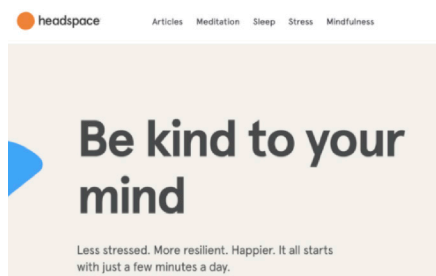 headspace
Articles Meditation Sleep Stress Mindfulness
Be kind to your
mind
Less stressed. More resilient. Happier. It all starts
with just a few minutes a day.